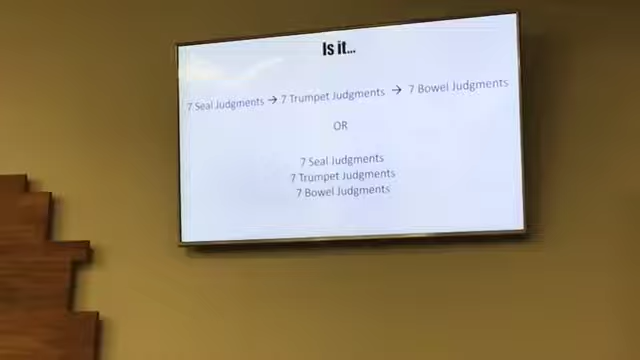 Is it...
7 Seal Judgments → 7 Trumpet Judgments → 7 Bowel Judgments
OR
7 Seal Judgments
7 Trumpet Judgments
7 Bowel Judgments